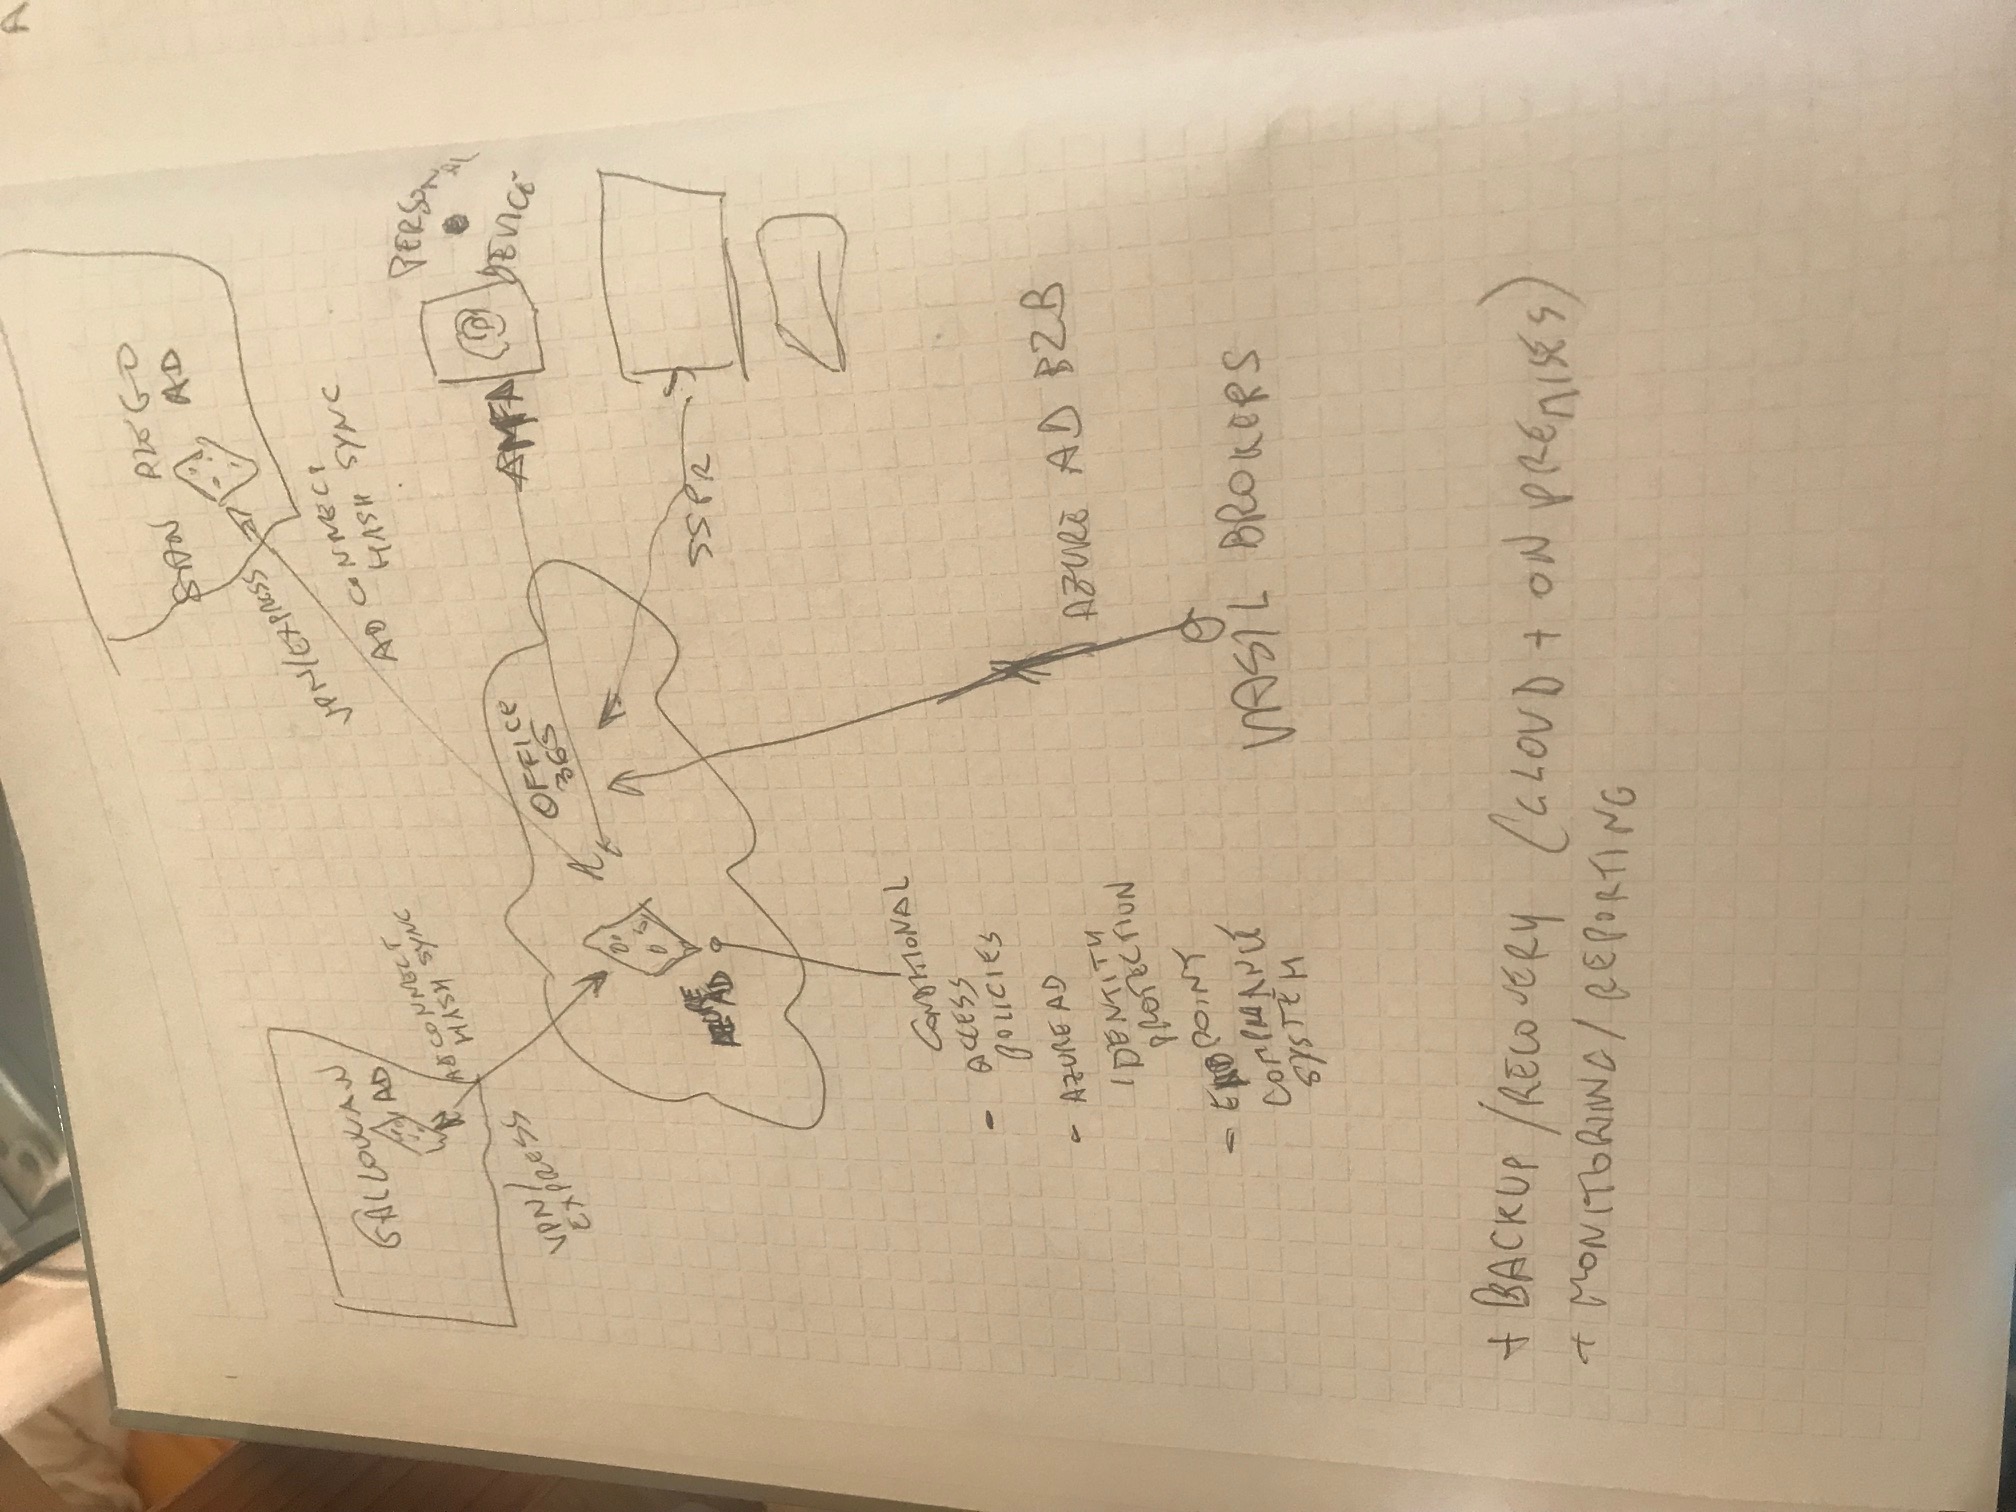 A
SAN DIEGO
AD
VPN/EXPRESS
AD CONNECT
HASH SYNC
GALLOWAN
AD
AD CONNECT
HASH SYNC
VPN/
EXPRESS
PERSONAL
DEVICE
AMFA
OFFICE
365
AZURE
AD
SSPR
CONDITIONAL
- ACCESS
POLICIES
- AZURE AD
IDENTITY
PROTECTION
- ENDPOINT
COMPLIANCE
SYSTEM
AZURE AD B2B
VASIL BROKERS
+ BACKUP/RECOVERY (CLOUD + ON PREMISES)
+ MONITORING/REPORTING